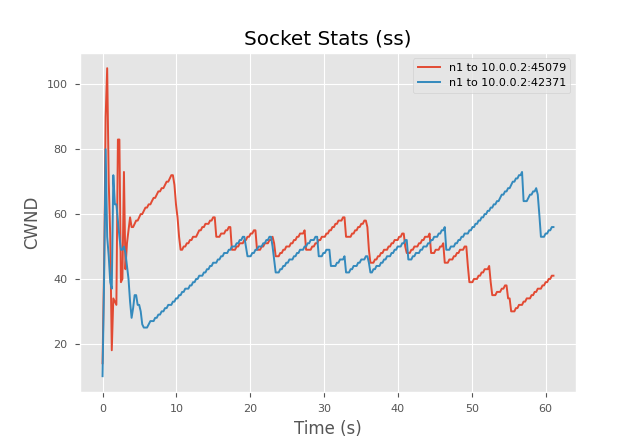 Socket Stats (ss)
n1 to 10.0.0.2:45079
n1 to 10.0.0.2:42371
CWND
100
80
60
40
20
0 10 20 30 40 50 60
Time (s)